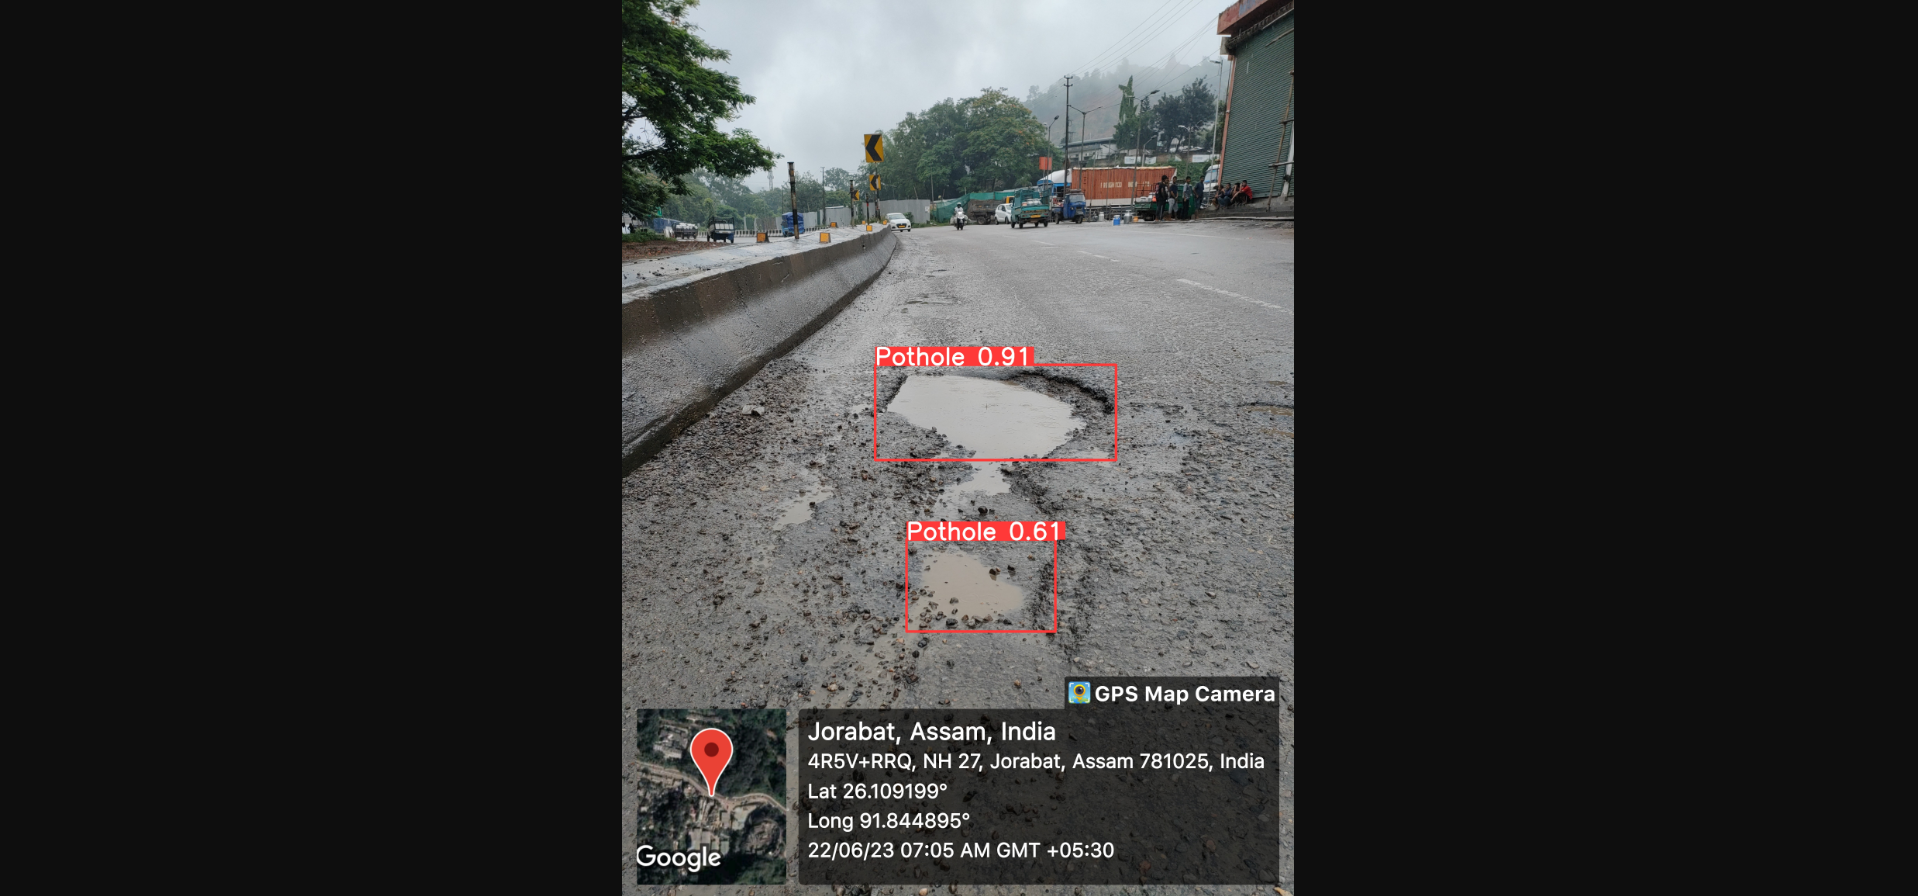 Pothole 0.91
Pothole 0.61
GPS Map Camera
Jorabat, Assam, India
4R5V+RRQ, NH 27, Jorabat, Assam 781025, India
Lat 26.109199°
Long 91.844895°
22/06/23 07:05 AM GMT +05:30
Google